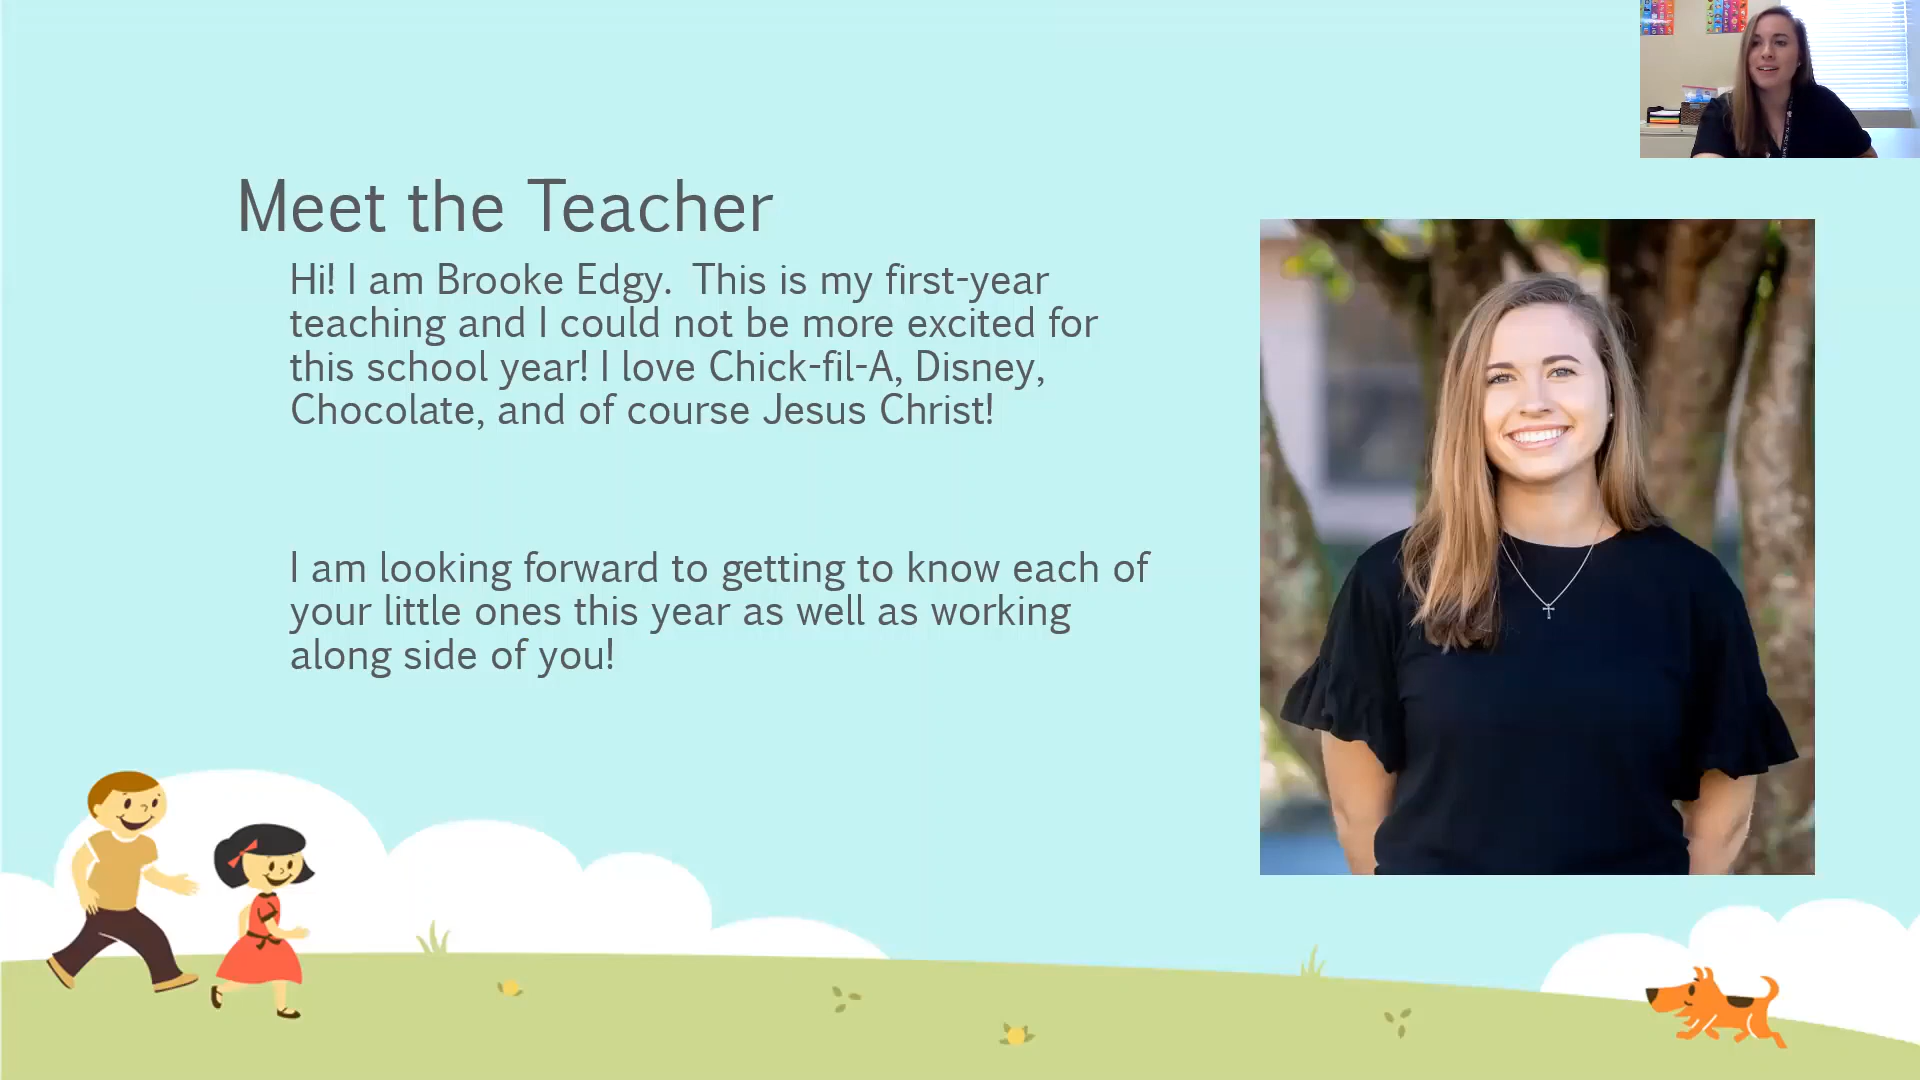 Meet the Teacher
Hi! I am Brooke Edgy.  This is my first-year
teaching and I could not be more excited for
this school year! I love Chick-fil-A, Disney,
Chocolate, and of course Jesus Christ!
I am looking forward to getting to know each of
your little ones this year as well as working
along side of you!